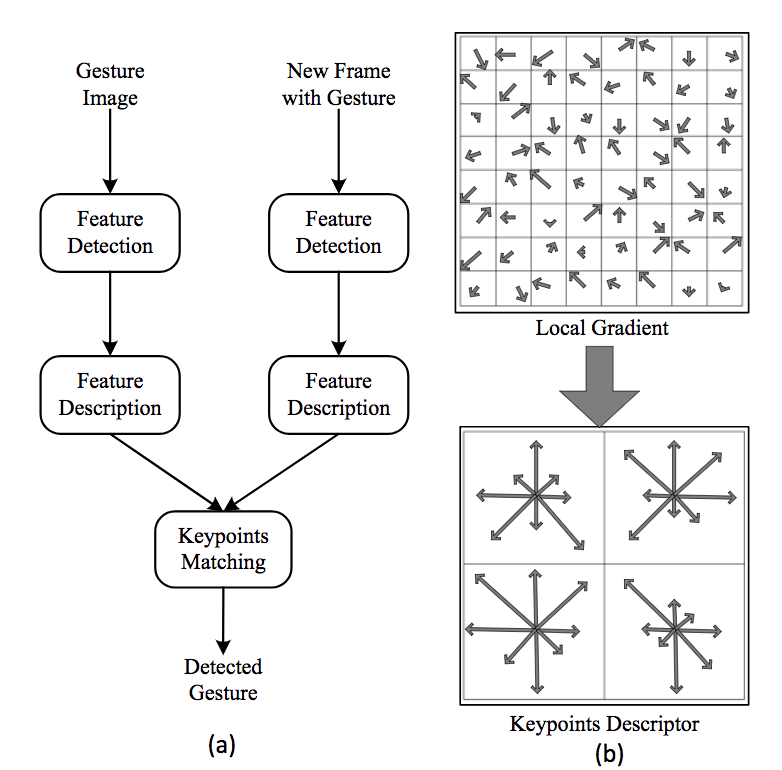 Gesture
Image
New Frame
with Gesture
Feature
Detection
Feature
Detection
Feature
Description
Feature
Description
Keypoints
Matching
Detected
Gesture
(a)
Local Gradient
Keypoints Descriptor
(b)